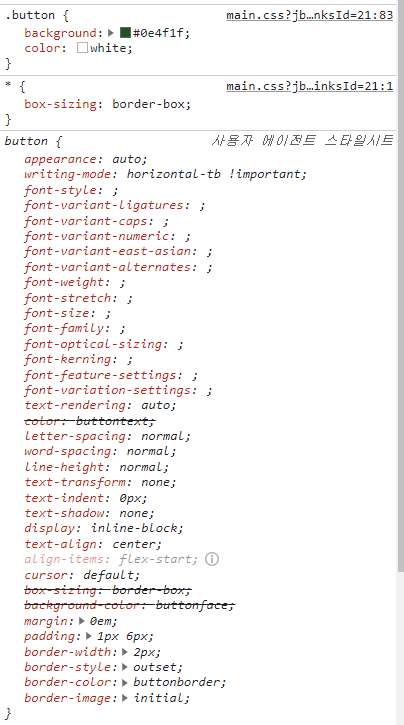 .button { main.css?jb…nksId=21:83
background: #0e4f1f;
color: white;
}
* { main.css?jb…inksId=21:1
box-sizing: border-box;
}
button { 사용자 에이전트 스타일시트
appearance: auto;
writing-mode: horizontal-tb !important;
font-style: ;
font-variant-ligatures: ;
font-variant-caps: ;
font-variant-numeric: ;
font-variant-east-asian: ;
font-variant-alternates: ;
font-weight: ;
font-stretch: ;
font-size: ;
font-family: ;
font-optical-sizing: ;
font-kerning: ;
font-feature-settings: ;
font-variation-settings: ;
text-rendering: auto;
color: buttontext;
letter-spacing: normal;
word-spacing: normal;
line-height: normal;
text-transform: none;
text-indent: 0px;
text-shadow: none;
display: inline-block;
text-align: center;
align-items: flex-start;
cursor: default;
box-sizing: border-box;
background-color: buttonface;
margin: 0em;
padding: 1px 6px;
border-width: 2px;
border-style: outset;
border-color: buttonborder;
border-image: initial;
}